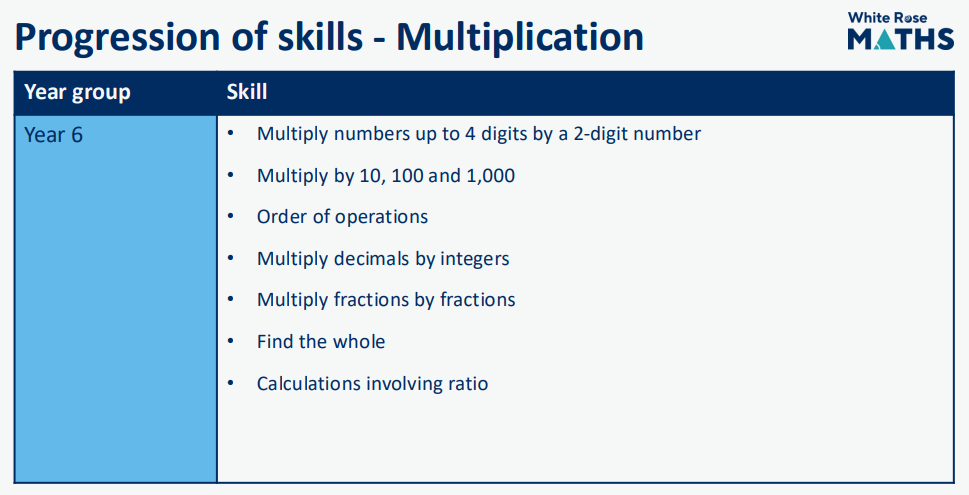 Progression of skills - Multiplication
White Rose
MATHS
Year group Skill
Year 6
• Multiply numbers up to 4 digits by a 2-digit number
• Multiply by 10, 100 and 1,000
• Order of operations
• Multiply decimals by integers
• Multiply fractions by fractions
• Find the whole
• Calculations involving ratio